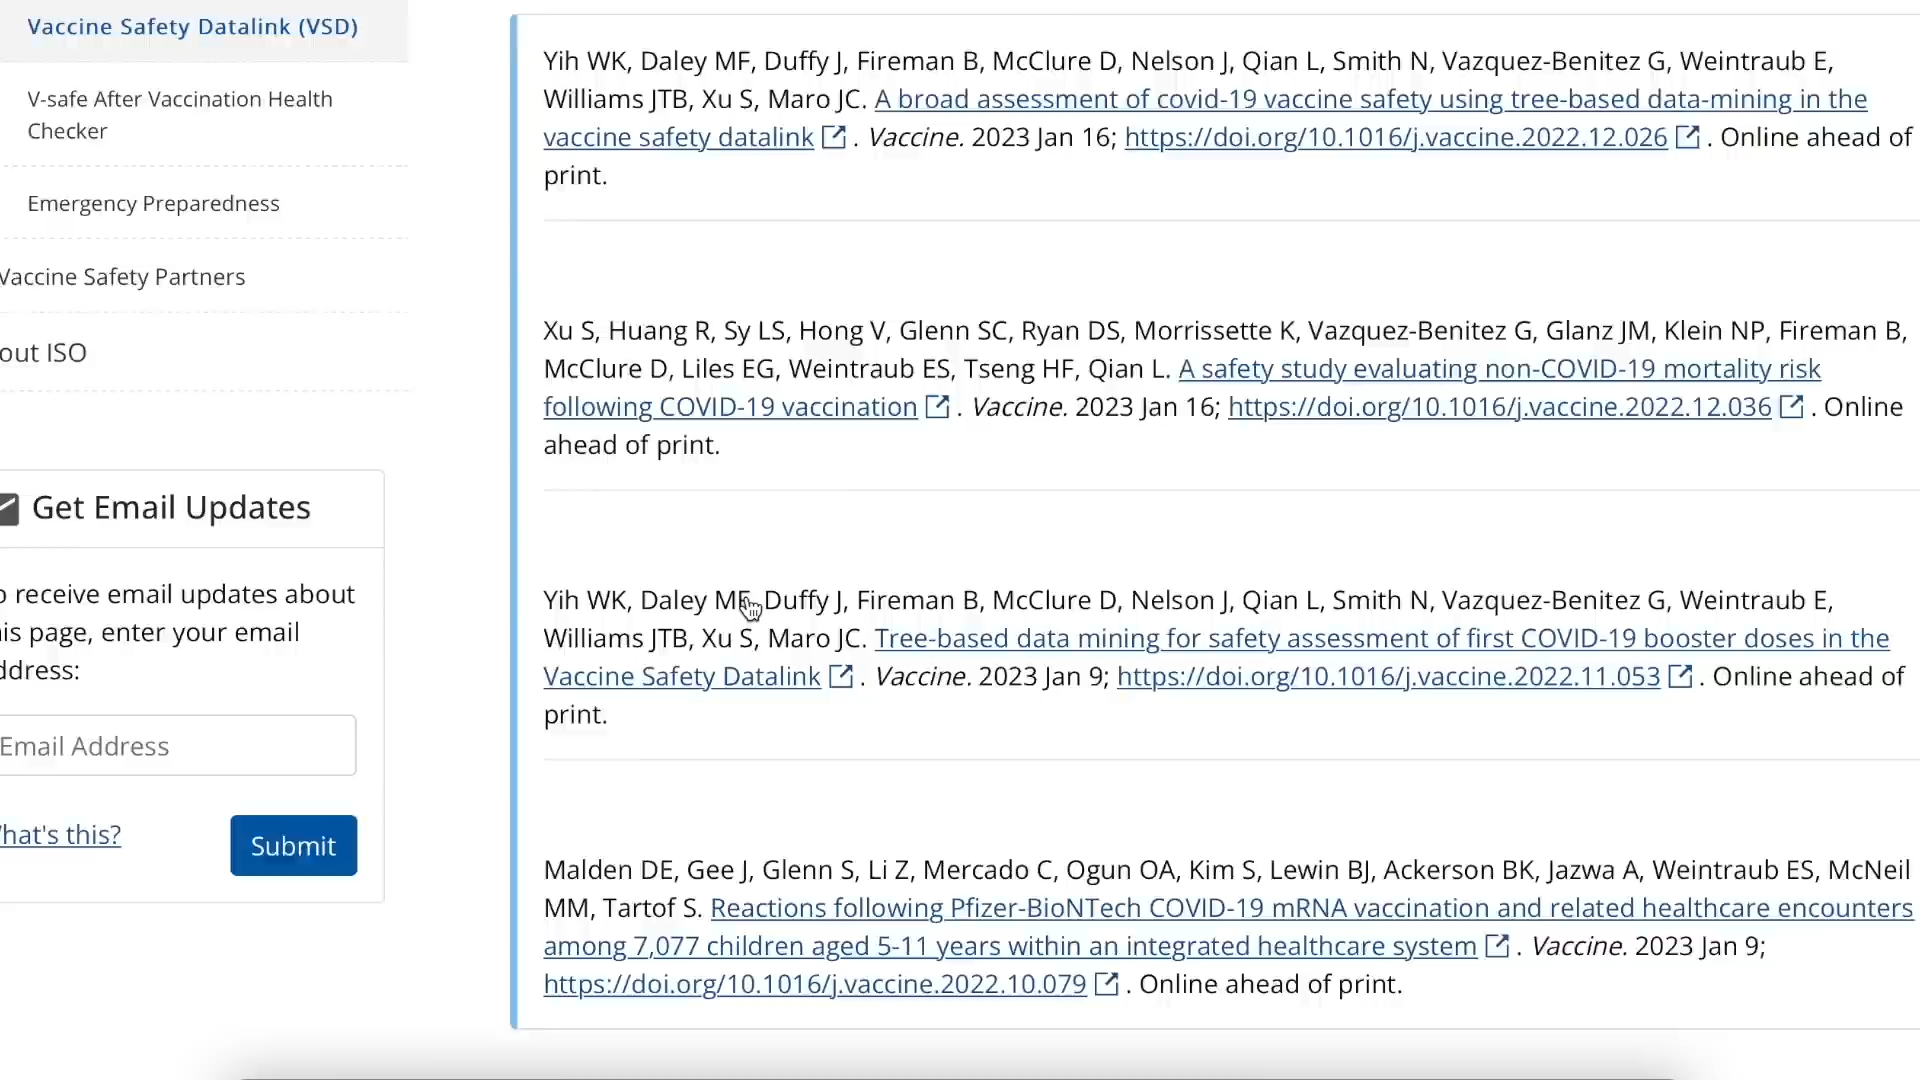 Vaccine Safety Datalink (VSD)
V-safe After Vaccination Health
Checker
Emergency Preparedness
Vaccine Safety Partners
out ISO
Get Email Updates
o receive email updates about
is page, enter your email
ddress:
Email Address
hat's this?
Submit
Yih WK, Daley MF, Duffy J, Fireman B, McClure D, Nelson J, Qian L, Smith N, Vazquez-Benitez G, Weintraub E,
Williams JTB, Xu S, Maro JC. A broad assessment of covid-19 vaccine safety using tree-based data-mining in the
vaccine safety datalink . Vaccine. 2023 Jan 16; https://doi.org/10.1016/j.vaccine.2022.12.026 . Online ahead of
print.
Xu S, Huang R, Sy LS, Hong V, Glenn SC, Ryan DS, Morrissette K, Vazquez-Benitez G, Glanz JM, Klein NP, Fireman B,
McClure D, Liles EG, Weintraub ES, Tseng HF, Qian L. A safety study evaluating non-COVID-19 mortality risk
following COVID-19 vaccination . Vaccine. 2023 Jan 16; https://doi.org/10.1016/j.vaccine.2022.12.036 . Online
ahead of print.
Yih WK, Daley MF, Duffy J, Fireman B, McClure D, Nelson J, Qian L, Smith N, Vazquez-Benitez G, Weintraub E,
Williams JTB, Xu S, Maro JC. Tree-based data mining for safety assessment of first COVID-19 booster doses in the
Vaccine Safety Datalink . Vaccine. 2023 Jan 9; https://doi.org/10.1016/j.vaccine.2022.11.053 . Online ahead of
print.
Malden DE, Gee J, Glenn S, Li Z, Mercado C, Ogun OA, Kim S, Lewin BJ, Ackerson BK, Jazwa A, Weintraub ES, McNeil
MM, Tartof S. Reactions following Pfizer-BioNTech COVID-19 mRNA vaccination and related healthcare encounters
among 7,077 children aged 5-11 years within an integrated healthcare system . Vaccine. 2023 Jan 9;
https://doi.org/10.1016/j.vaccine.2022.10.079 . Online ahead of print.